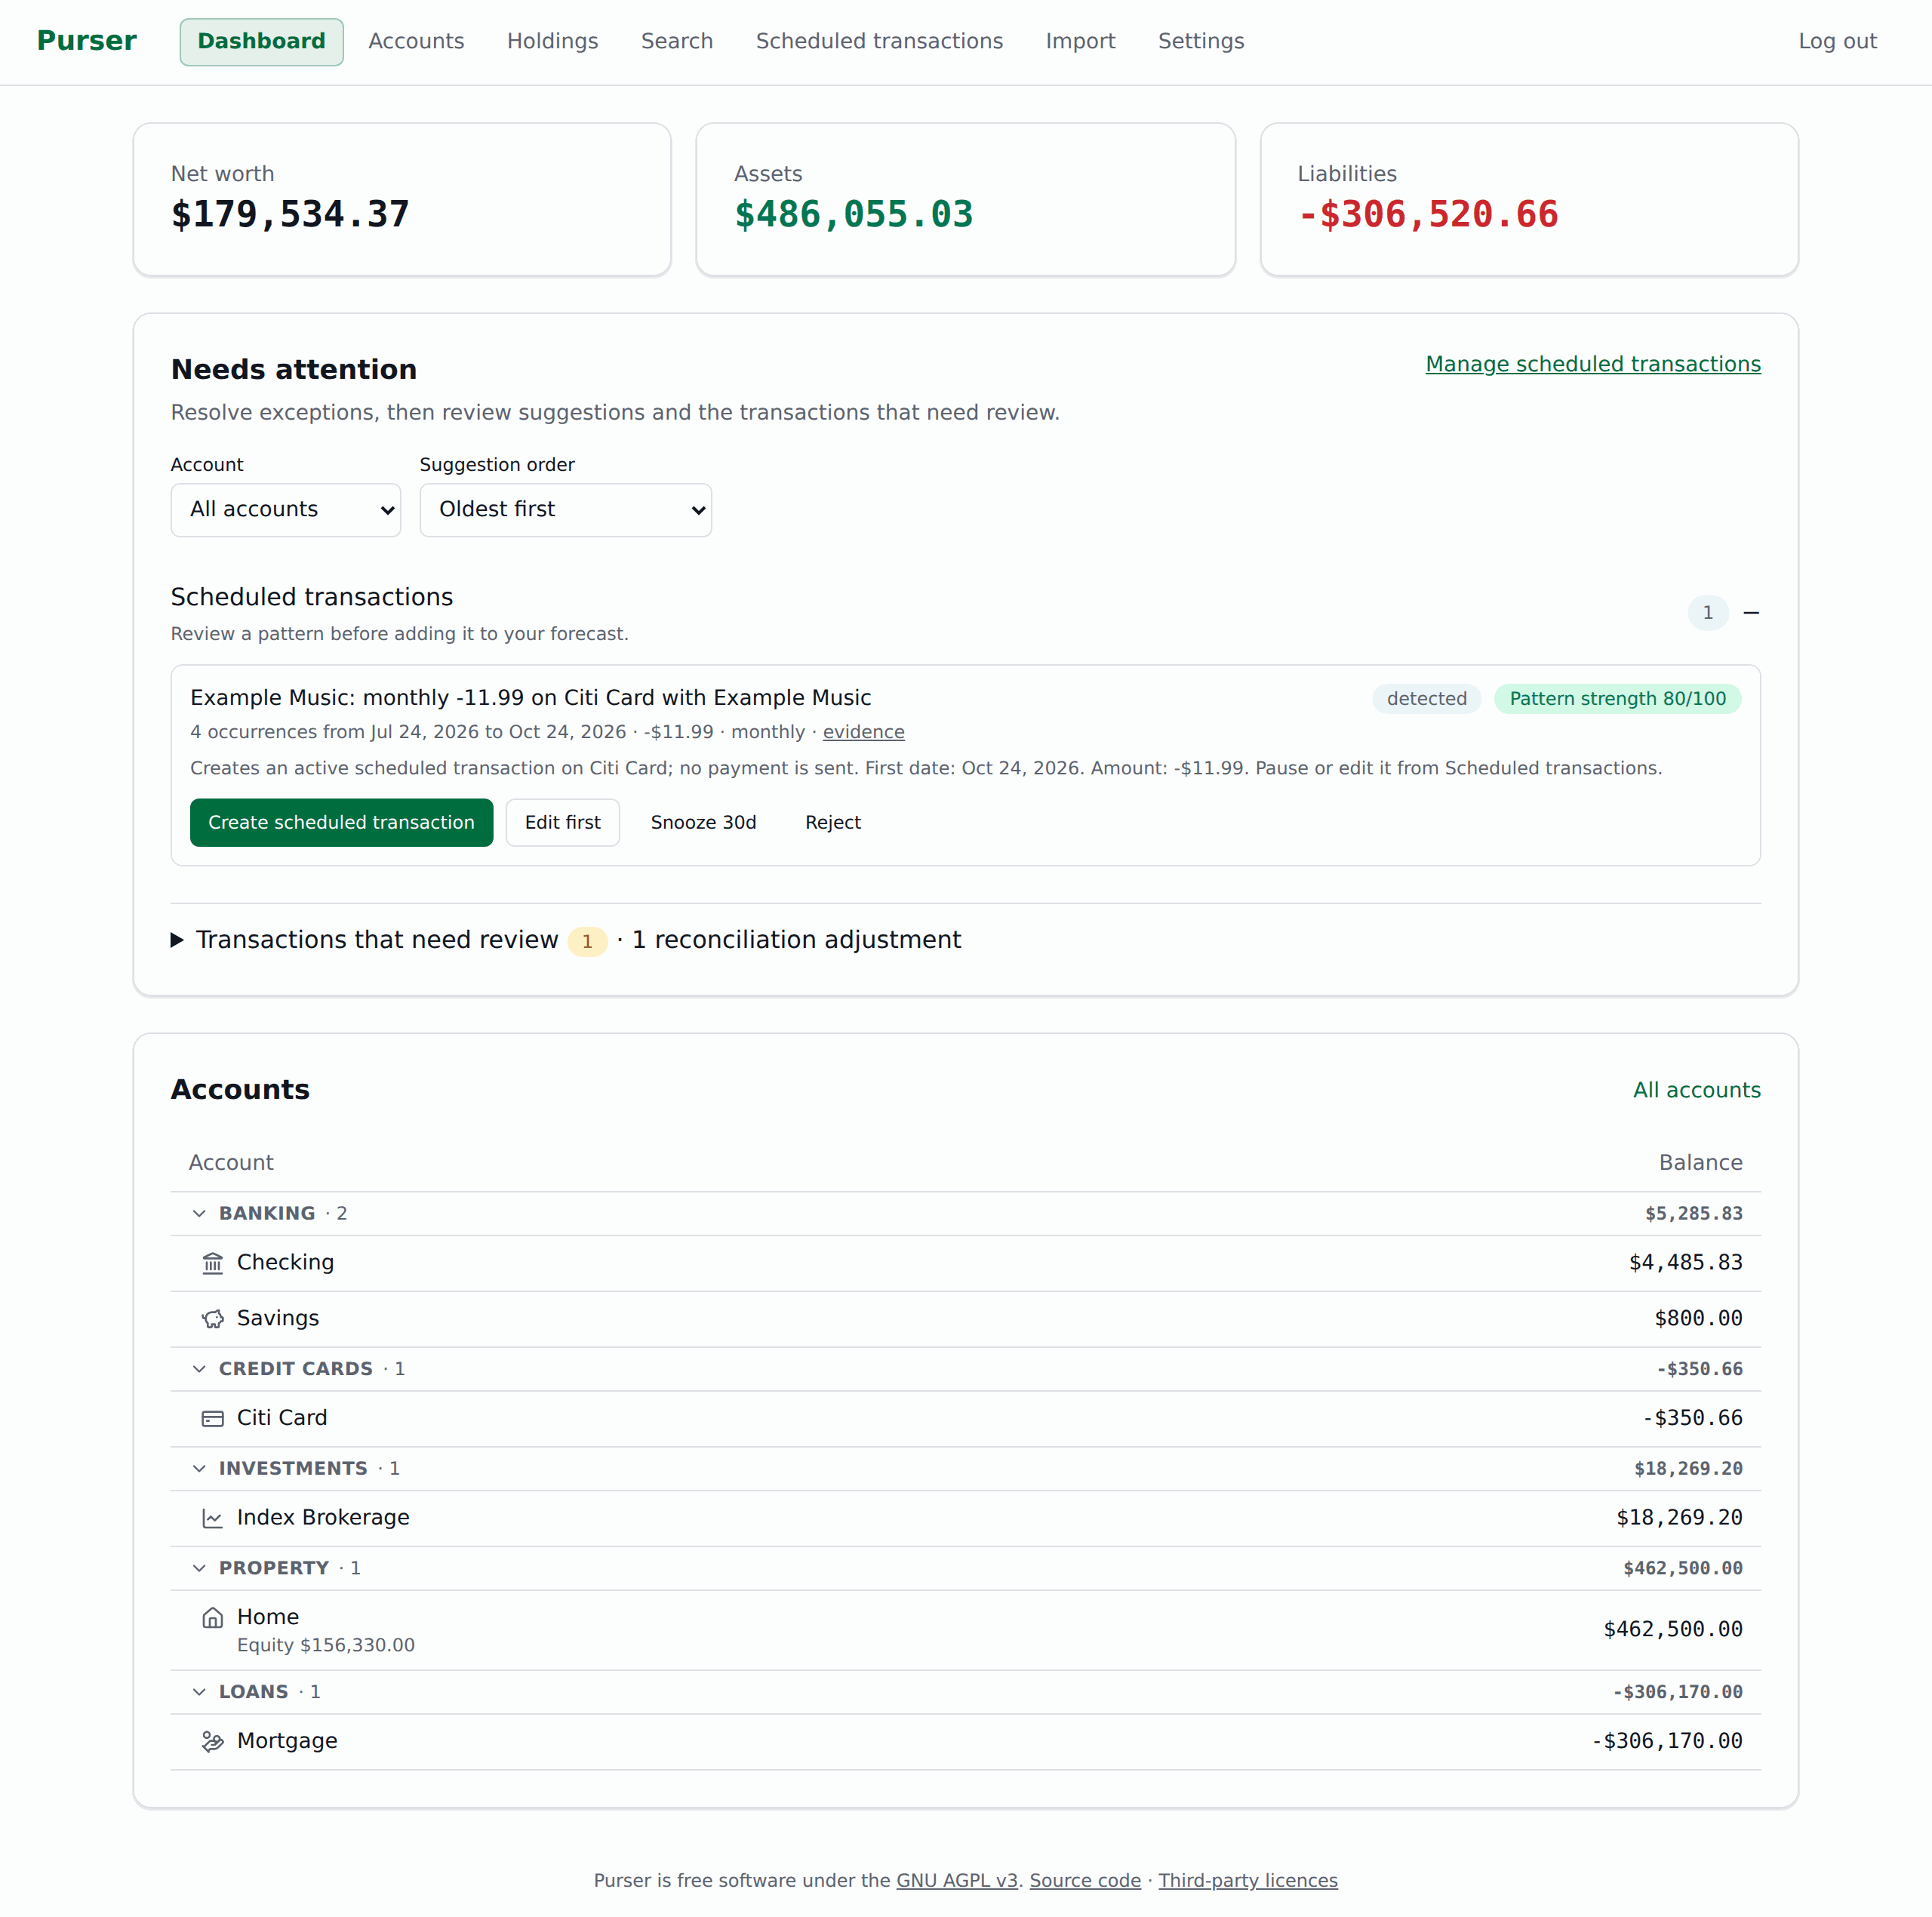 Purser
Dashboard
Accounts
Holdings
Search
Scheduled transactions
Import
Settings
Log out
Net worth
$179,534.37
Assets
$486,055.03
Liabilities
-$306,520.66
Needs attention
Manage scheduled transactions
Resolve exceptions, then review suggestions and the transactions that need review.
Account
Suggestion order
All accounts
Oldest first
Scheduled transactions
1
Review a pattern before adding it to your forecast.
Example Music: monthly -11.99 on Citi Card with Example Music
detected
Pattern strength 80/100
4 occurrences from Jul 24, 2026 to Oct 24, 2026 · -$11.99 · monthly · evidence
Creates an active scheduled transaction on Citi Card; no payment is sent. First date: Oct 24, 2026. Amount: -$11.99. Pause or edit it from Scheduled transactions.
Create scheduled transaction
Edit first
Snooze 30d
Reject
Transactions that need review 1 · 1 reconciliation adjustment
Accounts
All accounts
Account
Balance
BANKING · 2
$5,285.83
Checking
$4,485.83
Savings
$800.00
CREDIT CARDS · 1
-$350.66
Citi Card
-$350.66
INVESTMENTS · 1
$18,269.20
Index Brokerage
$18,269.20
PROPERTY · 1
$462,500.00
Home
Equity $156,330.00
$462,500.00
LOANS · 1
-$306,170.00
Mortgage
-$306,170.00
Purser is free software under the GNU AGPL v3. Source code · Third-party licences